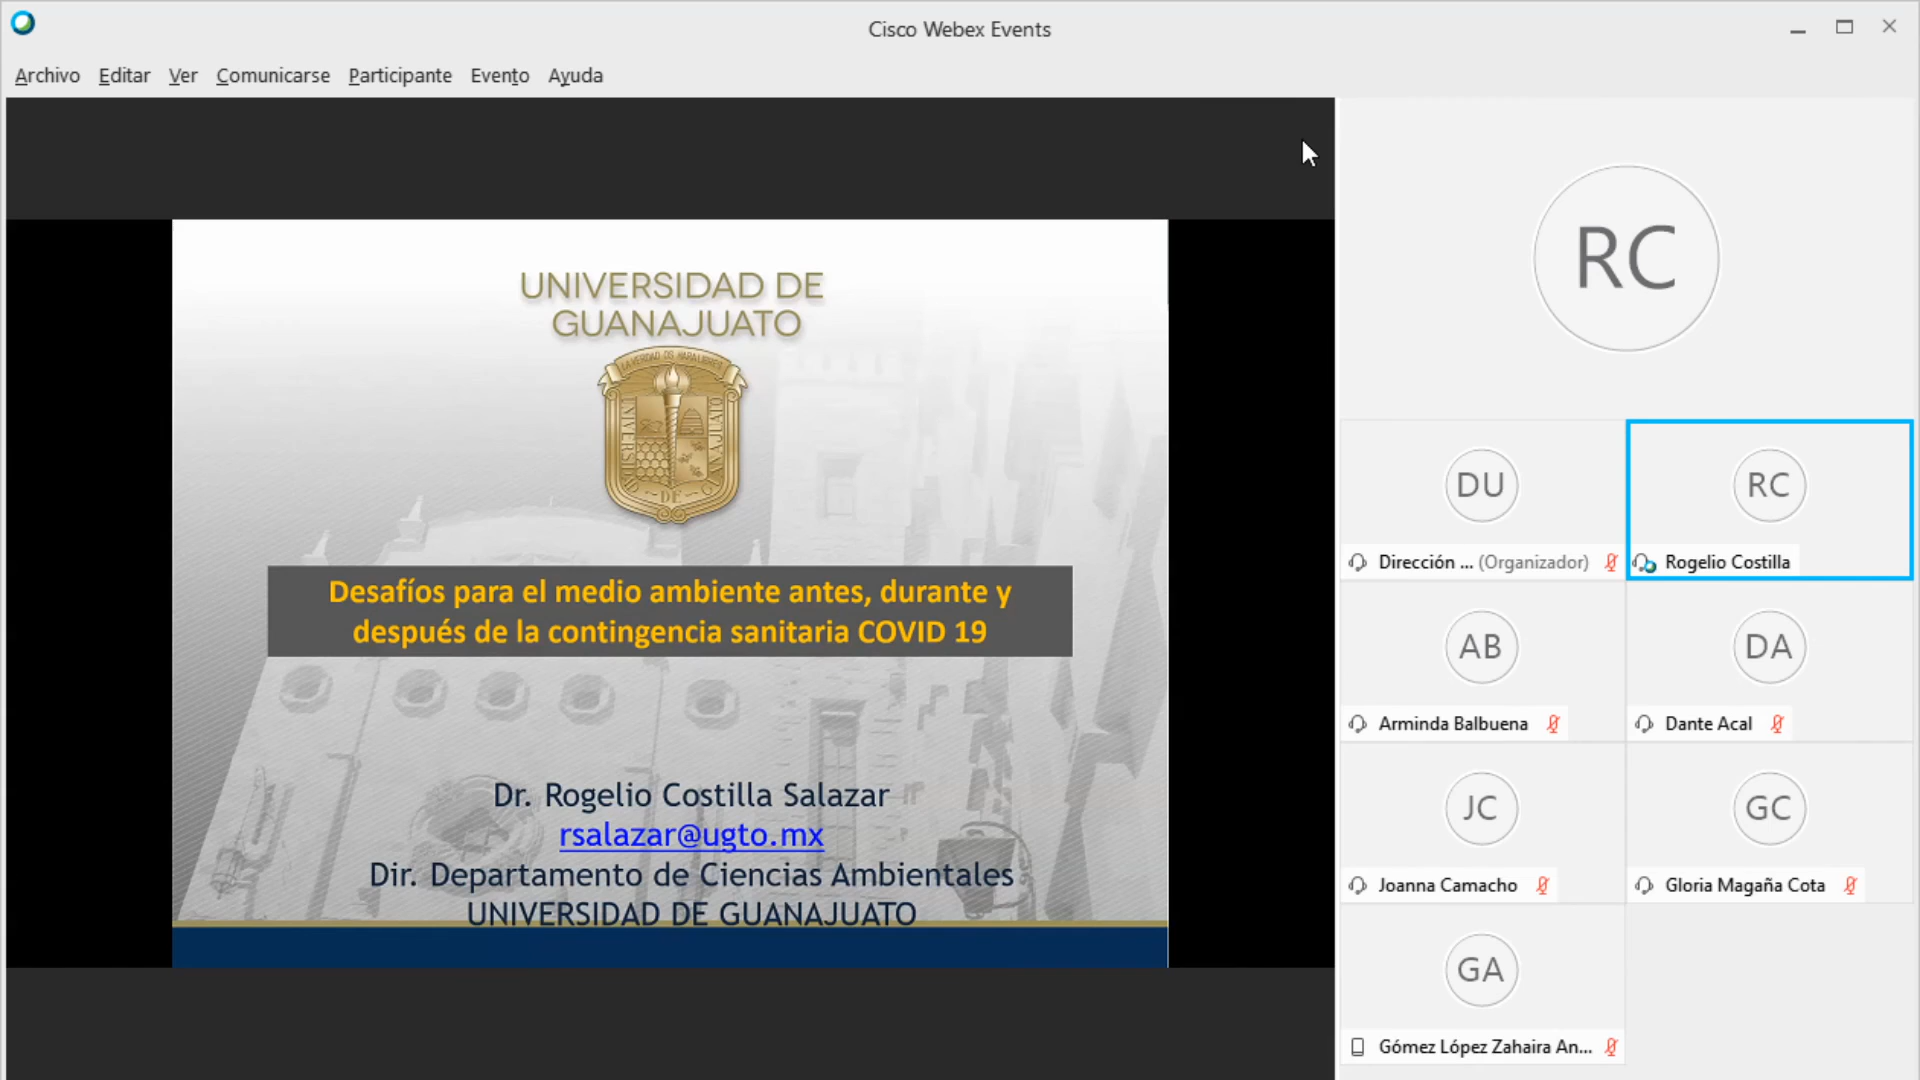 Cisco Webex Events
Archivo Editar Ver Comunicarse Participante Evento Ayuda
UNIVERSIDAD DE
GUANAJUATO
UNIVERSIDAD
DE
GUANAJUATO
Desafíos para el medio ambiente antes, durante y
después de la contingencia sanitaria COVID 19
Dr. Rogelio Costilla Salazar
rsalazar@ugto.mx
Dir. Departamento de Ciencias Ambientales
UNIVERSIDAD DE GUANAJUATO
RC
DU
Dirección ... (Organizador)
RC
Rogelio Costilla
AB
Arminda Balbuena
DA
Dante Acal
JC
Joanna Camacho
GC
Gloria Magaña Cota
GA
Gómez López Zahaira An...